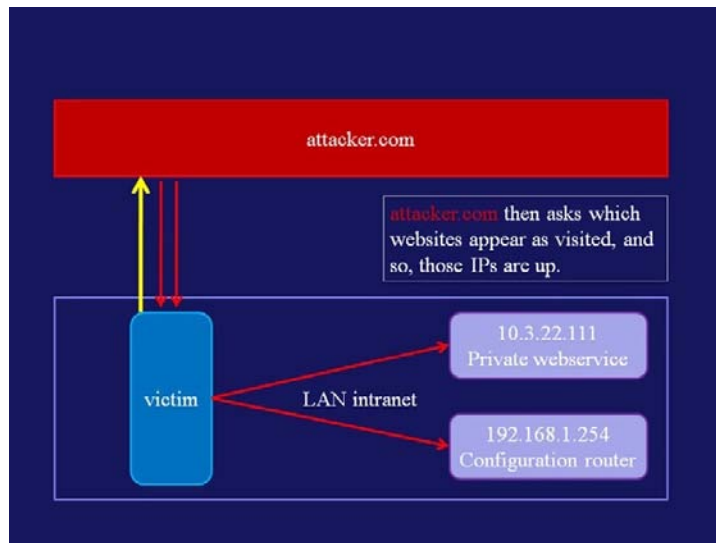 attacker.com
attacker.com then asks which
websites appear as visited, and
so, those IPs are up.
10.3.22.111
Private webservice
victim
LAN intranet
192.168.1.254
Configuration router